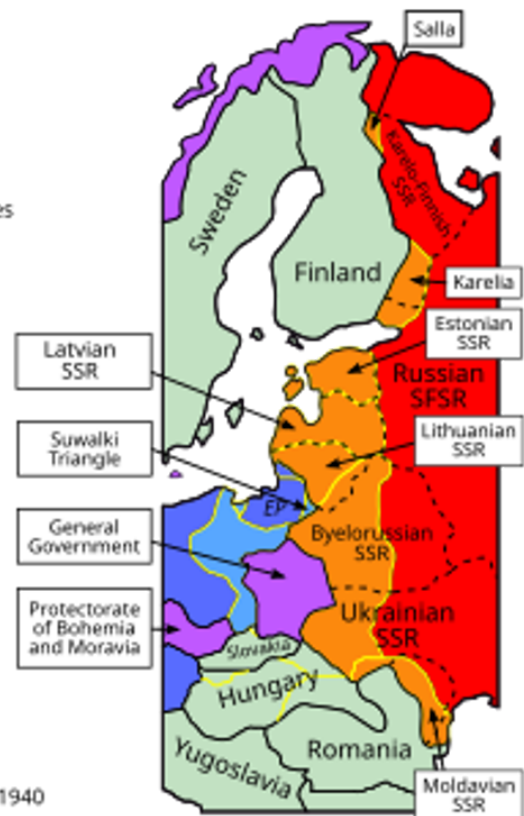 Salla
es
Karelo-Finnish
SSR
Sweden
Finland
Karelia
Estonian
SSR
Latvian
SSR
Russian
SFSR
Lithuanian
SSR
Suwalki
Triangle
EP
General
Government
Byelorussian
SSR
Protectorate
of Bohemia
and Moravia
Ukrainian
SSR
Slovakia
Hungary
Yugoslavia
Romania
Moldavian
SSR
1940